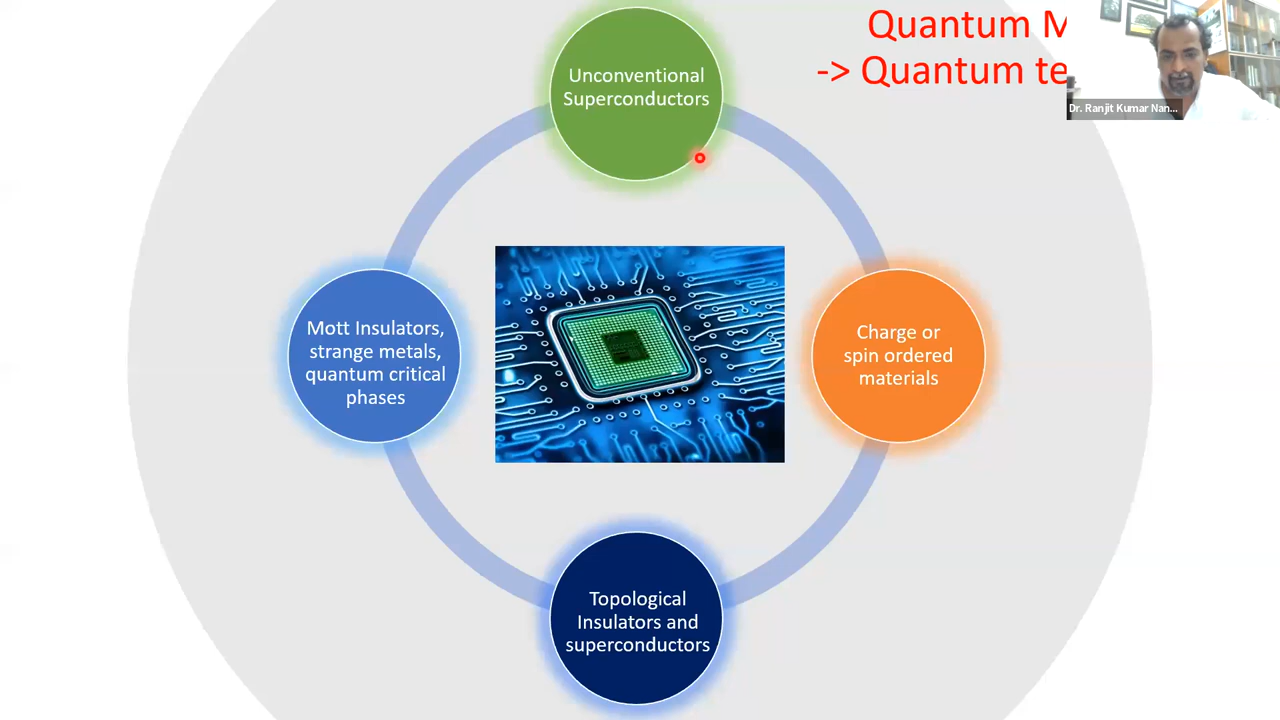 Quantum
-> Quantum
Dr. Ranjit Kumar Nan...
Unconventional
Superconductors
Mott Insulators,
strange metals,
quantum critical
phases
Charge or
spin ordered
materials
Topological
Insulators and
superconductors